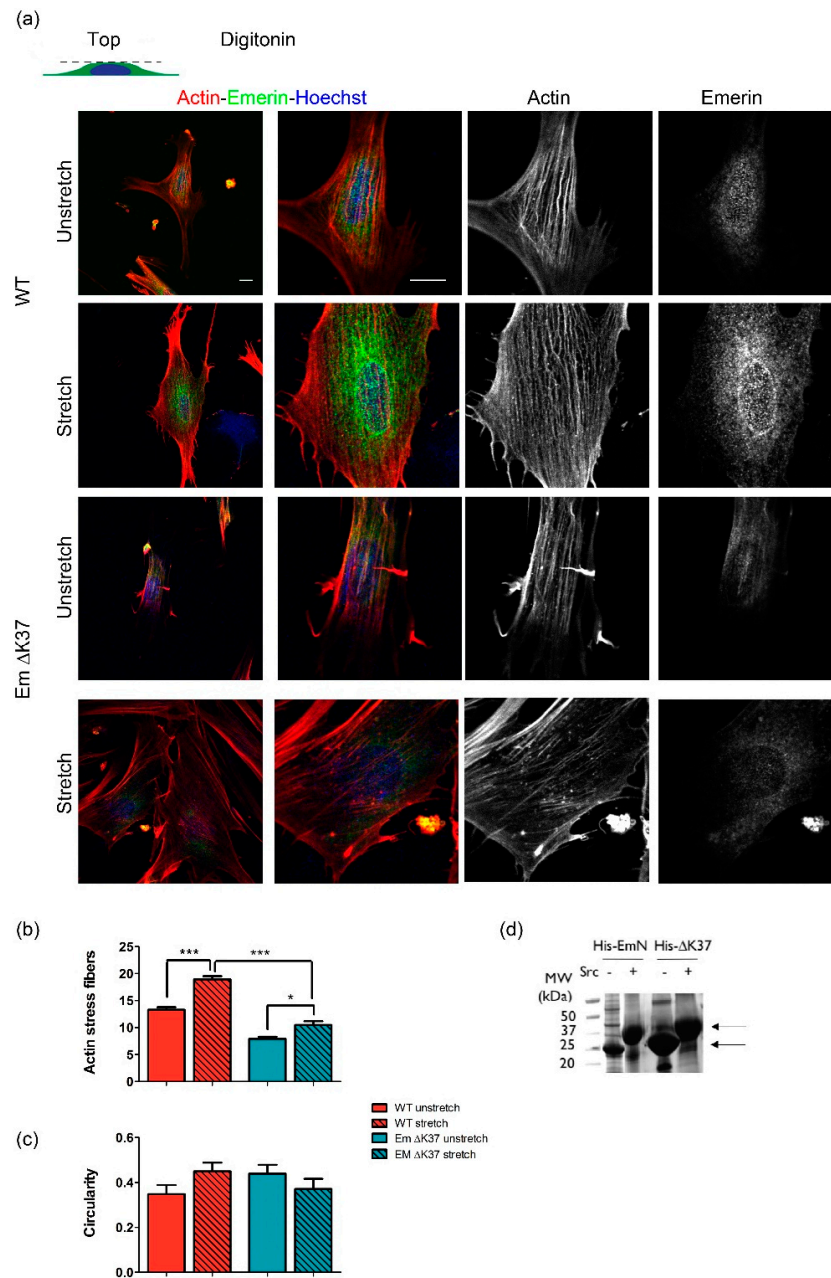 (a)
Top Digitonin
Actin-Emerin-Hoechst Actin Emerin
WT
Unstretch
Stretch
Em ΔK37
Unstretch
Stretch
(b)
Actin stress fibers
25
20
15
10
5
0
*** ***
*
(c)
Circularity
0.6
0.4
0.2
0.0
WT unstretch
WT stretch
Em ΔK37 unstretch
EM ΔK37 stretch
(d)
His-EmN His-ΔK37
Src - + - +
MW
(kDa)
50
37
25
20